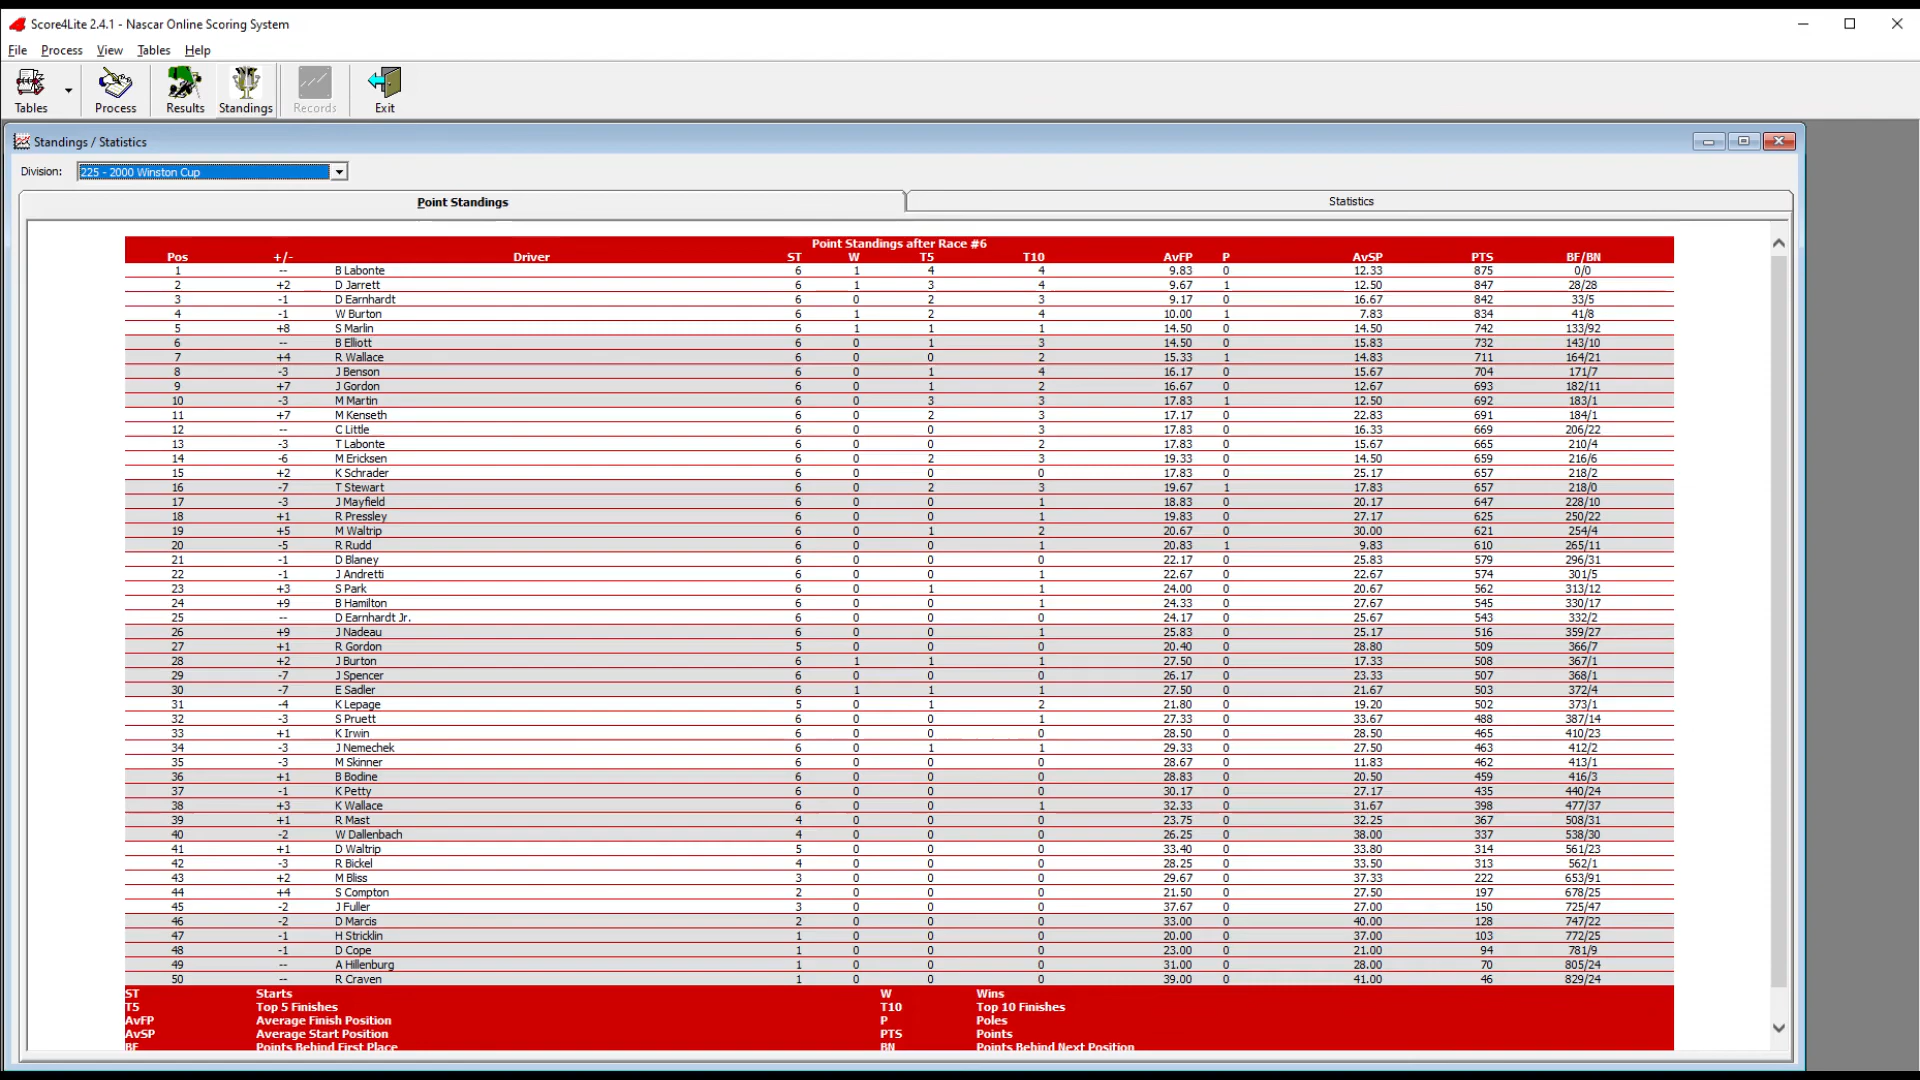 Score4Lite 2.4.1 - Nascar Online Scoring System
File Process View Tables Help
Tables Process Results Standings Records Exit
Standings / Statistics
Division: 225 - 2000 Winston Cup
Point Standings Statistics
Point Standings after Race #6
Pos +/- Driver ST W T5 T10 AvFP P AvSP PTS BF/BN
1 -- B Labonte 6 1 4 4 9.83 0 12.33 875 0/0
2 +2 D Jarrett 6 1 3 4 9.67 1 12.50 847 28/28
3 -1 D Earnhardt 6 0 2 3 9.17 0 16.67 842 33/5
4 -1 W Burton 6 1 2 4 10.00 1 7.83 834 41/8
5 +8 S Marlin 6 1 1 1 14.50 0 14.50 742 133/92
6 -- B Elliott 6 0 1 3 14.50 0 15.83 732 143/10
7 +4 R Wallace 6 0 0 2 15.33 1 14.83 711 164/21
8 -3 J Benson 6 0 1 4 16.17 0 15.67 704 171/7
9 +7 J Gordon 6 0 1 2 16.67 0 12.67 693 182/11
10 -3 M Martin 6 0 3 3 17.83 1 12.50 692 183/1
11 +7 M Kenseth 6 0 2 3 17.17 0 22.83 691 184/1
12 -- C Little 6 0 0 3 17.83 0 16.33 669 206/22
13 -3 T Labonte 6 0 0 2 17.83 0 15.67 665 210/4
14 -6 M Ericksen 6 0 2 3 19.33 0 14.50 659 216/6
15 +2 K Schrader 6 0 0 0 17.83 0 25.17 657 218/2
16 -7 T Stewart 6 0 2 3 19.67 1 17.83 657 218/0
17 -3 J Mayfield 6 0 0 1 18.83 0 20.17 647 228/10
18 +1 R Pressley 6 0 0 1 19.83 0 27.17 625 250/22
19 +5 M Waltrip 6 0 1 2 20.67 0 30.00 621 254/4
20 -5 R Rudd 6 0 0 1 20.83 1 9.83 610 265/11
21 -1 D Blaney 6 0 0 0 22.17 0 25.83 579 296/31
22 -1 J Andretti 6 0 0 1 22.67 0 22.67 574 301/5
23 +3 S Park 6 0 1 1 24.00 0 20.67 562 313/12
24 +9 B Hamilton 6 0 0 1 24.33 0 27.67 545 330/17
25 -- D Earnhardt Jr. 6 0 0 0 24.17 0 25.67 543 332/2
26 +9 J Nadeau 6 0 0 1 25.83 0 25.17 516 359/27
27 +1 R Gordon 5 0 0 0 20.40 0 28.80 509 366/7
28 +2 J Burton 6 1 1 1 27.50 0 17.33 508 367/1
29 -7 J Spencer 6 0 0 0 26.17 0 23.33 507 368/1
30 -7 E Sadler 6 1 1 1 27.50 0 21.67 503 372/4
31 -4 K Lepage 5 0 1 2 21.80 0 19.20 502 373/1
32 -3 S Pruett 6 0 0 1 27.33 0 33.67 488 387/14
33 +1 K Irwin 6 0 0 0 28.50 0 28.50 465 410/23
34 -3 J Nemechek 6 0 1 1 29.33 0 27.50 463 412/2
35 -3 M Skinner 6 0 0 0 28.67 0 11.83 462 413/1
36 +1 B Bodine 6 0 0 0 28.83 0 20.50 459 416/3
37 -1 K Petty 6 0 0 0 30.17 0 27.17 435 440/24
38 +3 K Wallace 6 0 0 1 32.33 0 31.67 398 477/37
39 +1 R Mast 4 0 0 0 23.75 0 32.25 367 508/31
40 -2 W Dallenbach 4 0 0 0 26.25 0 38.00 337 538/30
41 +1 D Waltrip 5 0 0 0 33.40 0 33.80 314 561/23
42 -3 R Bickel 4 0 0 0 28.25 0 33.50 313 562/1
43 +2 M Bliss 3 0 0 0 29.67 0 37.33 222 653/91
44 +4 S Compton 2 0 0 0 21.50 0 27.50 197 678/25
45 -2 J Fuller 3 0 0 0 37.67 0 27.00 150 725/47
46 -2 D Marcis 2 0 0 0 33.00 0 40.00 128 747/22
47 -1 H Stricklin 1 0 0 0 20.00 0 37.00 103 772/25
48 -1 D Cope 1 0 0 0 23.00 0 21.00 94 781/9
49 -- A Hillenburg 1 0 0 0 31.00 0 28.00 70 805/24
50 -- R Craven 1 0 0 0 39.00 0 41.00 46 829/24
ST Starts W Wins
T5 Top 5 Finishes T10 Top 10 Finishes
AvFP Average Finish Position P Poles
AvSP Average Start Position PTS Points
BF Points Behind First Place BN Points Behind Next Position